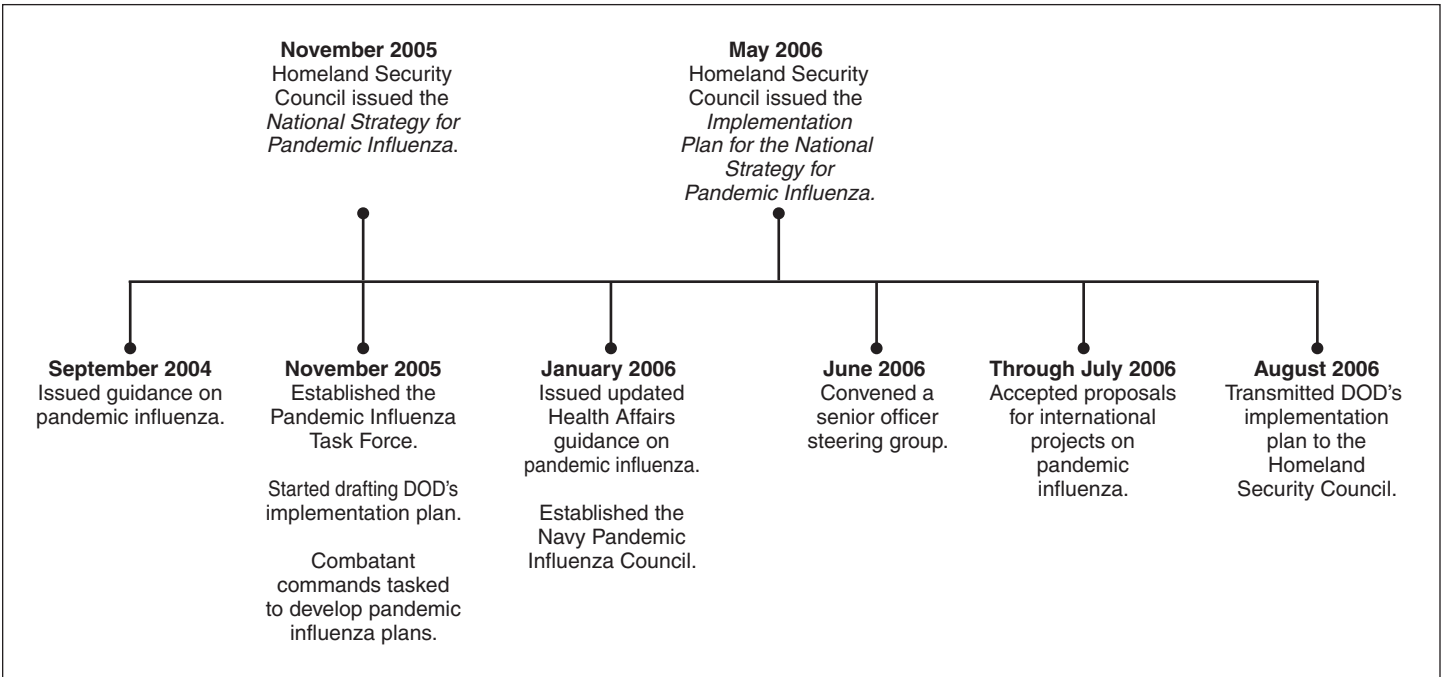 November 2005
Homeland Security
Council issued the
National Strategy for
Pandemic Influenza.
May 2006
Homeland Security
Council issued the
Implementation
Plan for the National
Strategy for
Pandemic Influenza.
September 2004
Issued guidance on
pandemic influenza.
November 2005
Established the
Pandemic Influenza
Task Force.
Started drafting DOD's
implementation plan.
Combatant
commands tasked
to develop pandemic
influenza plans.
January 2006
Issued updated
Health Affairs
guidance on
pandemic influenza.
Established the
Navy Pandemic
Influenza Council.
June 2006
Convened a
senior officer
steering group.
Through July 2006
Accepted proposals
for international
projects on
pandemic
influenza.
August 2006
Transmitted DOD's
implementation
plan to the
Homeland
Security Council.